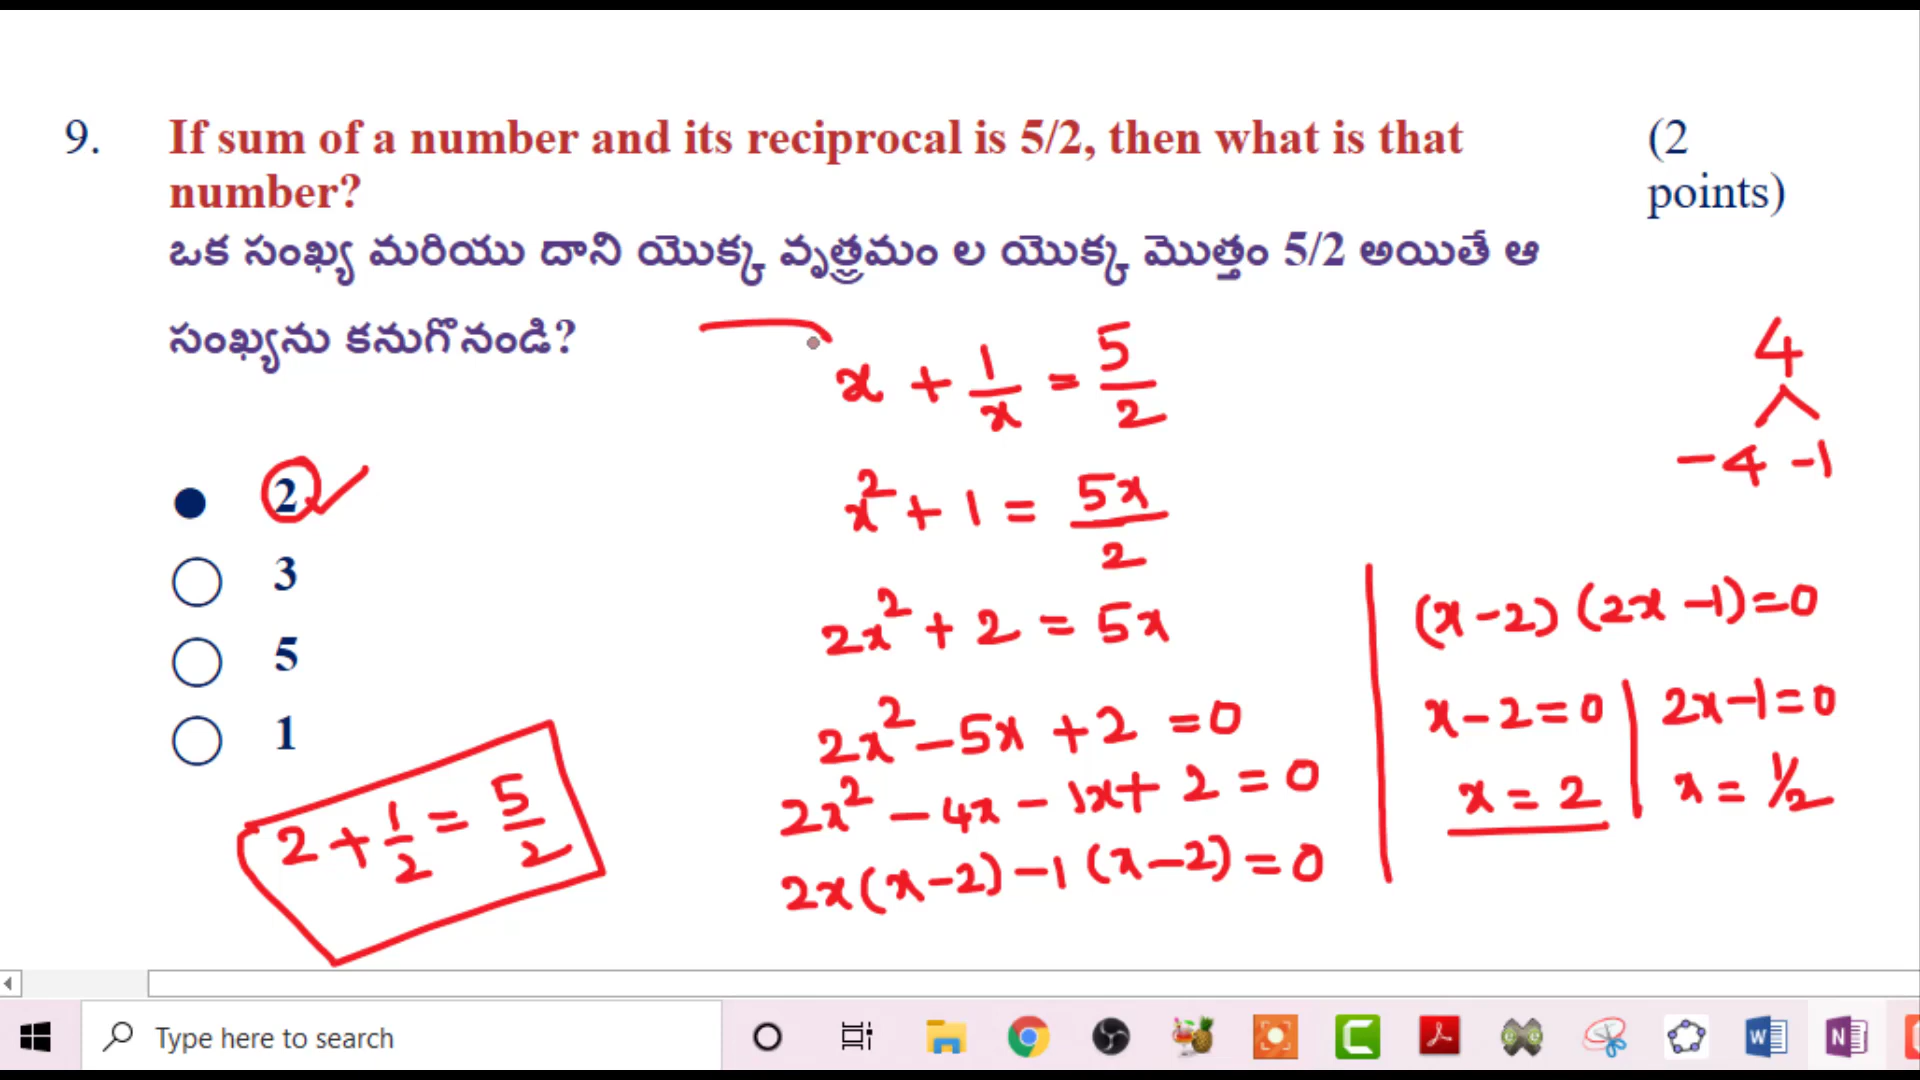 9. If sum of a number and its reciprocal is 5/2, then what is that (2
number? points)
ఒక సంఖ్య మరియు దాని యొక్క వృత్త్రమం ల యొక్క మొత్తం 5/2 అయితే ఆ
సంఖ్యను కనుగొనండి?
2
3
5
1
x + 1/x = 5/2
x² + 1 = 5x/2
2x² + 2 = 5x
2x² - 5x + 2 = 0
2x² - 4x - 1x + 2 = 0
2x(x-2) - 1(x-2) = 0
4
-4 -1
(x-2)(2x-1)=0
x-2=0 | 2x-1=0
x = 2 | x = 1/2
2 + 1/2 = 5/2
Type here to search